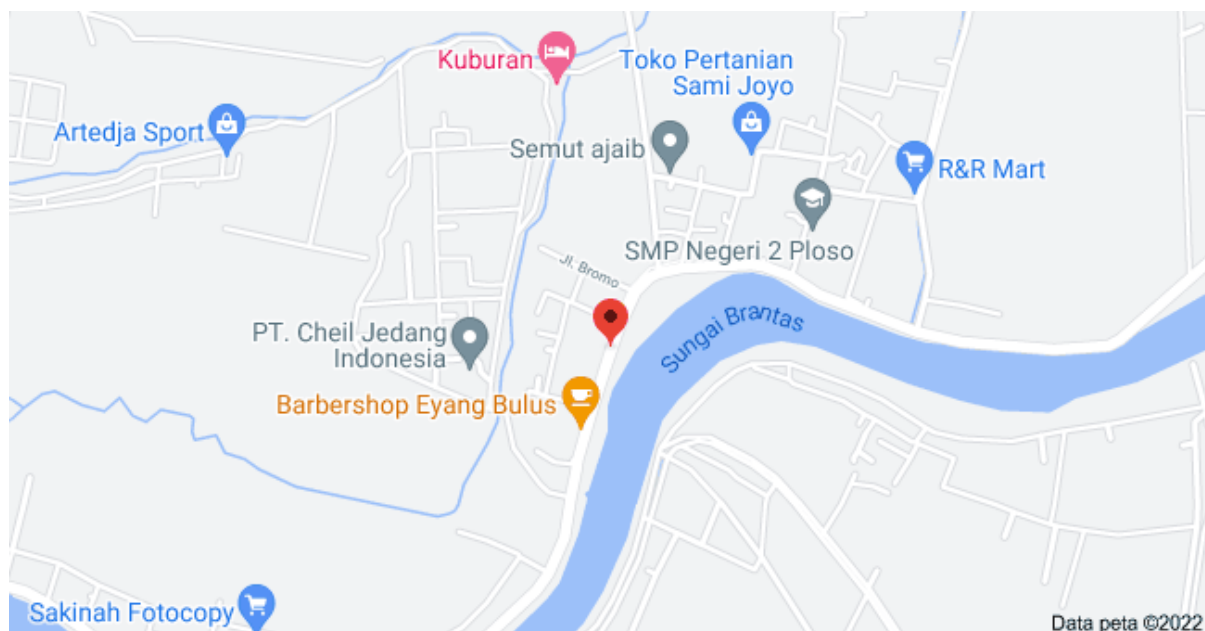 Kuburan
Toko Pertanian
Sami Joyo
Artedja Sport
Semut ajaib
R&R Mart
SMP Negeri 2 Ploso
Jl. Bromo
Sungai Brantas
PT. Cheil Jedang
Indonesia
Barbershop Eyang Bulus
Sakinah Fotocopy
Data peta ©2022